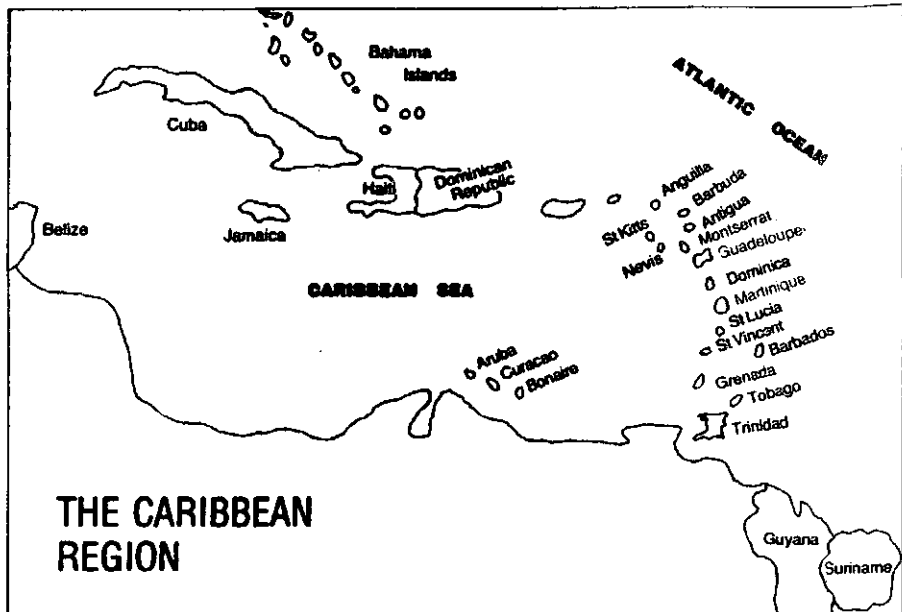 Bahama
Islands
ATLANTIC OCEAN
Cuba
Haiti
Dominican
Republic
Anguilla
Barbuda
Antigua
St Kitts
Montserrat
Nevis
Guadeloupe
Belize
Jamaica
Dominica
CARIBBEAN SEA
Martinique
St Lucia
St Vincent
Barbados
Aruba
Curacao
Bonaire
Grenada
Tobago
Trinidad
THE CARIBBEAN
REGION
Guyana
Suriname